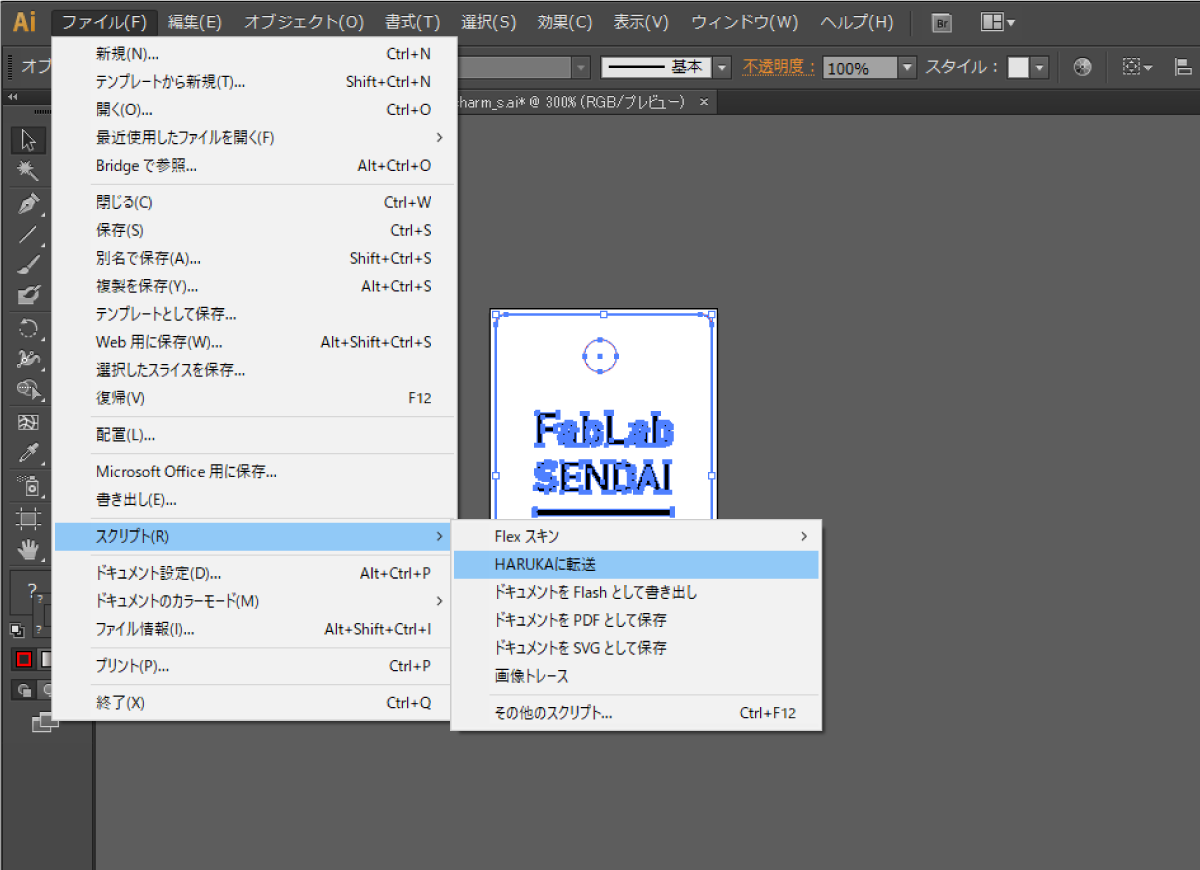 Ai ファイル(F) 編集(E) オブジェクト(O) 書式(T) 選択(S) 効果(C) 表示(V) ウィンドウ(W) ヘルプ(H) Br
オブ 基本 不透明度： 100% スタイル：
harm_s.ai* @ 300% (RGB/プレビュー) ×
新規(N)... Ctrl+N
テンプレートから新規(T)... Shift+Ctrl+N
開く(O)... Ctrl+O
最近使用したファイルを開く(F)
Bridge で参照... Alt+Ctrl+O
閉じる(C) Ctrl+W
保存(S) Ctrl+S
別名で保存(A)... Shift+Ctrl+S
複製を保存(Y)... Alt+Ctrl+S
テンプレートとして保存...
Web 用に保存(W)... Alt+Shift+Ctrl+S
選択したスライスを保存...
復帰(V) F12
配置(L)...
Microsoft Office 用に保存...
書き出し(E)...
スクリプト(R)
ドキュメント設定(D)... Alt+Ctrl+P
ドキュメントのカラーモード(M)
ファイル情報(I)... Alt+Shift+Ctrl+I
プリント(P)... Ctrl+P
終了(X) Ctrl+Q
FabLab
SENDAI
Flex スキン
HARUKAに転送
ドキュメントを Flash として書き出し
ドキュメントを PDF として保存
ドキュメントを SVG として保存
画像トレース
その他のスクリプト... Ctrl+F12